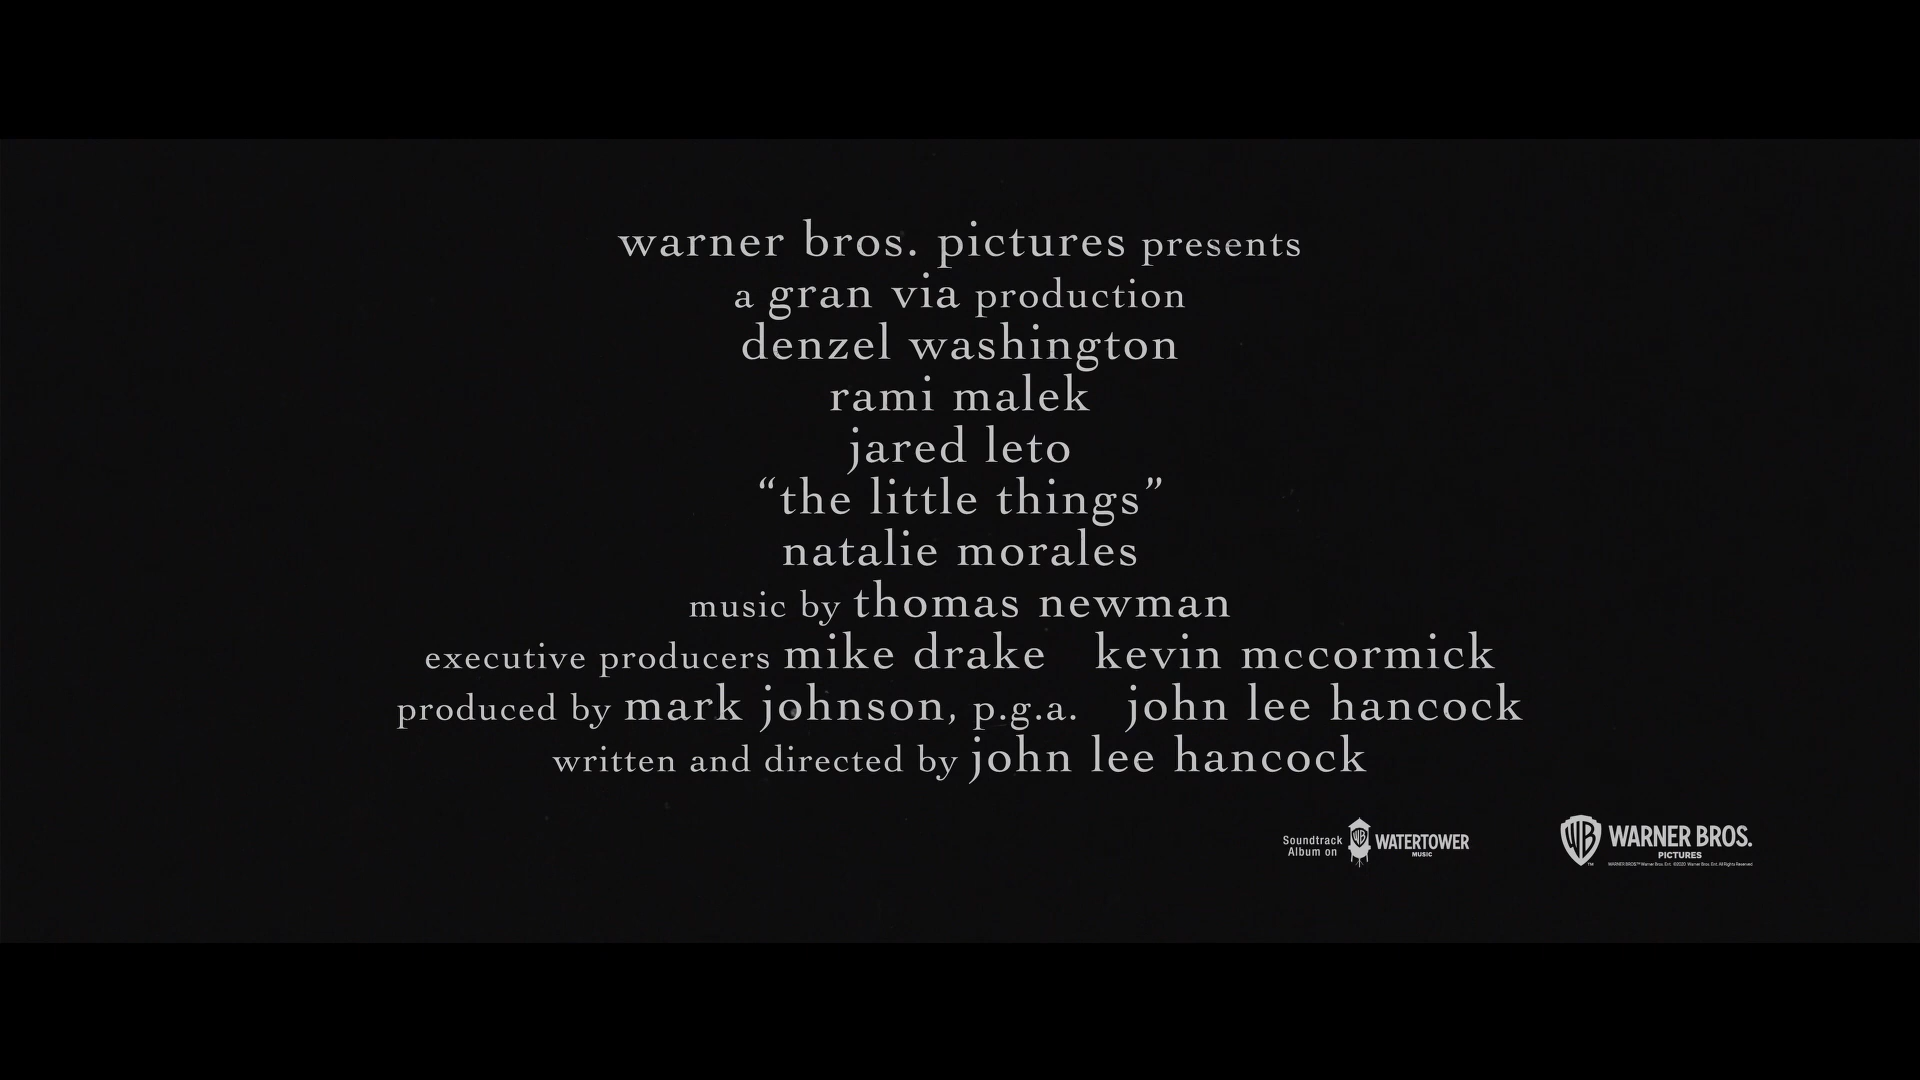 warner bros. pictures presents
a gran via production
denzel washington
rami malek
jared leto
“the little things”
natalie morales
music by thomas newman
executive producers mike drake kevin mccormick
produced by mark johnson, p.g.a. john lee hancock
written and directed by john lee hancock
Soundtrack
Album on
WATERTOWER
MUSIC
WB
WARNER BROS.
PICTURES